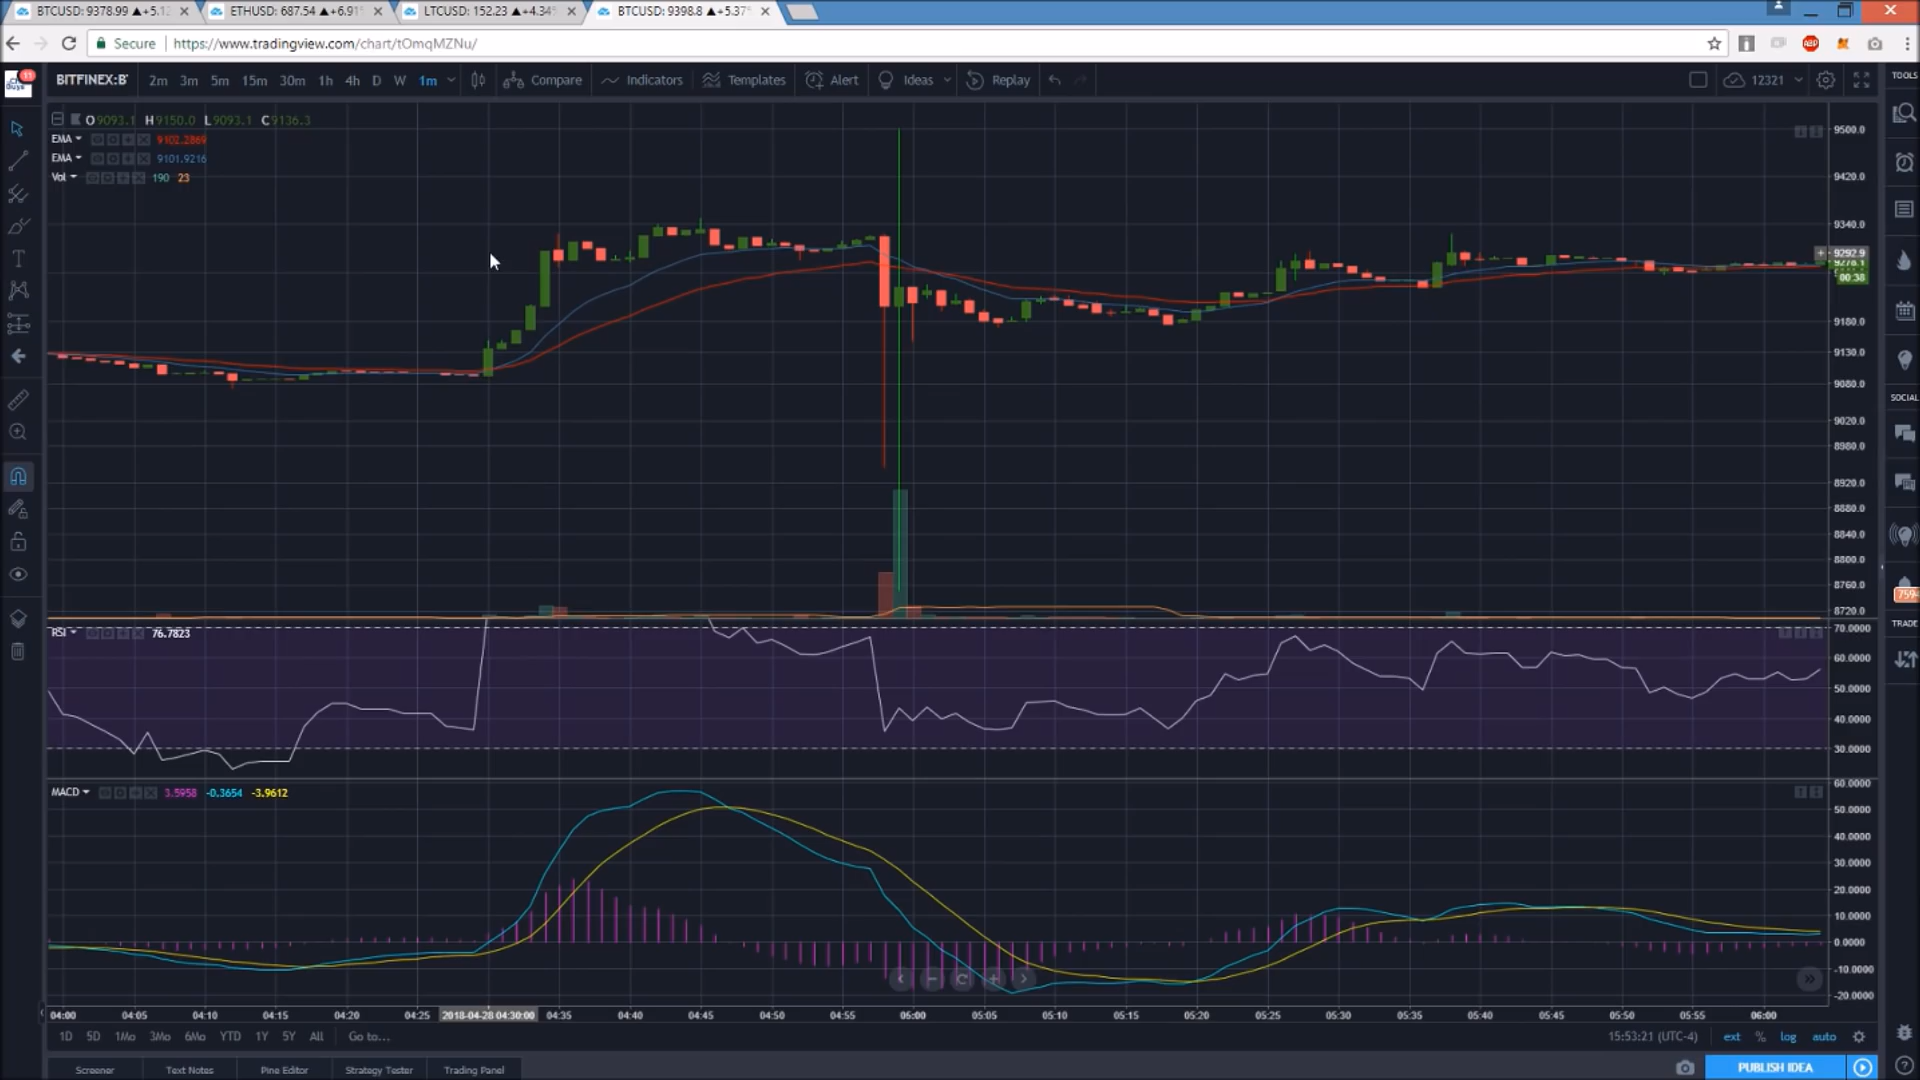 BTCUSD: 9378.99 ▲+5.1
ETHUSD: 687.54 ▲+6.91
LTCUSD: 152.23 ▲+4.34
BTCUSD: 9398.8 ▲+5.37
Secure https://www.tradingview.com/chart/tOmqMZNu/
ABP
11
BITFINEX:B 2m 3m 5m 15m 30m 1h 4h D W 1m Compare Indicators Templates Alert Ideas Replay 12321
TOOLS
O9093.1 H9150.0 L9093.1 C9136.3
EMA 9102.2869
EMA 9101.9216
Vol 190 23
9500.0
9420.0
9340.0
9292.9
00:38
9180.0
9130.0
9080.0
9020.0
8980.0
8920.0
8880.0
8840.0
8800.0
8760.0
8720.0
SOCIAL
759
TRADE
RSI 76.7823
70.0000
60.0000
50.0000
40.0000
30.0000
MACD 3.5958 -0.3654 -3.9612
60.0000
50.0000
40.0000
30.0000
20.0000
10.0000
0.0000
-10.0000
-20.0000
04:00 04:05 04:10 04:15 04:20 04:25 2018-04-28 04:30:00 04:35 04:40 04:45 04:50 04:55 05:00 05:05 05:10 05:15 05:20 05:25 05:30 05:35 05:40 05:45 05:50 05:55 06:00
1D 5D 1Mo 3Mo 6Mo YTD 1Y 5Y All Go to... 15:53:21 (UTC-4) ext % log auto
Screener Text Notes Pine Editor Strategy Tester Trading Panel PUBLISH IDEA